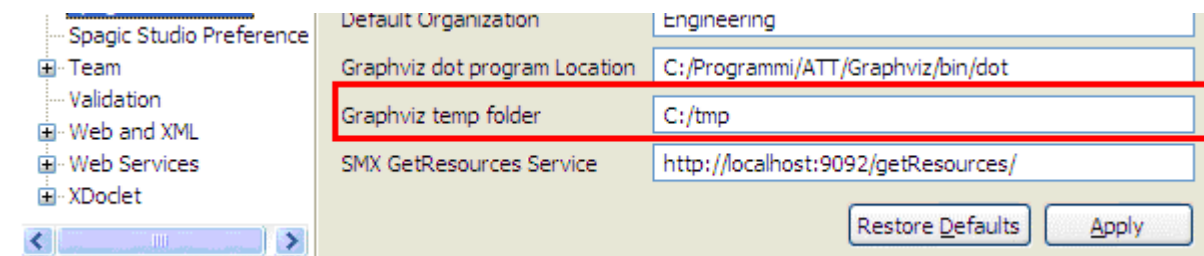 Spagic Studio Preference
Team
Validation
Web and XML
Web Services
XDoclet
Default Organization Engineering
Graphviz dot program Location C:/Programmi/ATT/Graphviz/bin/dot
Graphviz temp folder C:/tmp
SMX GetResources Service http://localhost:9092/getResources/
Restore Defaults Apply